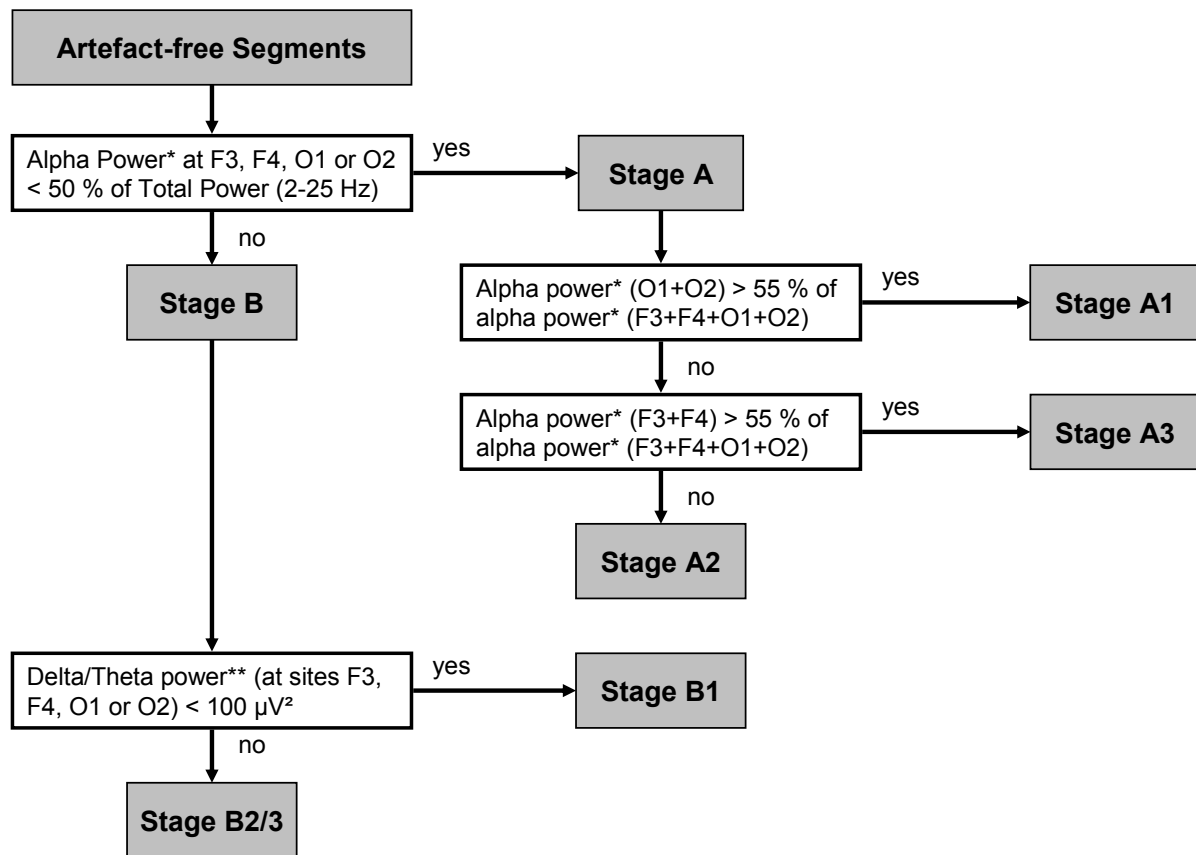 Artefact-free Segments
Alpha Power* at F3, F4, O1 or O2
< 50 % of Total Power (2-25 Hz)
yes
Stage A
no
Stage B
Alpha power* (O1+O2) > 55 % of
alpha power* (F3+F4+O1+O2)
yes
Stage A1
no
Alpha power* (F3+F4) > 55 % of
alpha power* (F3+F4+O1+O2)
yes
Stage A3
no
Stage A2
Delta/Theta power** (at sites F3,
F4, O1 or O2) < 100 µV²
yes
Stage B1
no
Stage B2/3